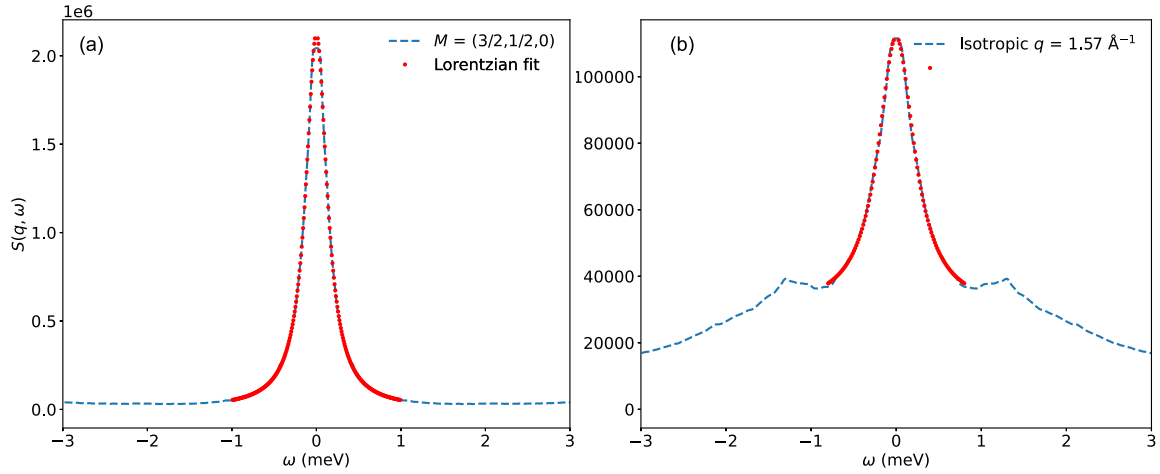 1e6
(a)
M = (3/2,1/2,0)
Lorentzian fit
2.0
1.5
1.0
0.5
0.0
S(q, ω)
−3 −2 −1 0 1 2 3
ω (meV)
(b)
Isotropic q = 1.57 Å⁻¹
100000
80000
60000
40000
20000
0
−3 −2 −1 0 1 2 3
ω (meV)